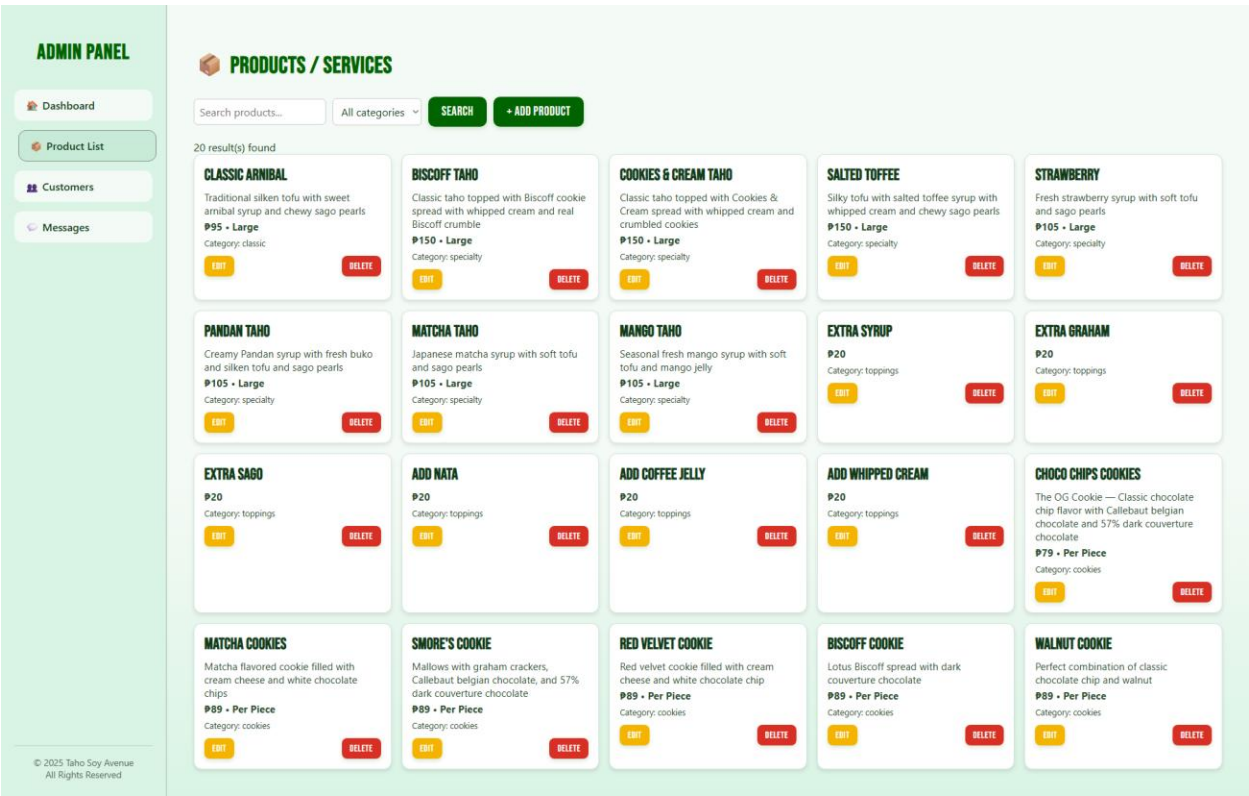 ADMIN PANEL
Dashboard
Product List
Customers
Messages
© 2025 Taho Soy Avenue
All Rights Reserved
PRODUCTS / SERVICES
Search products...
All categories
SEARCH
+ ADD PRODUCT
20 result(s) found
CLASSIC ARNIBAL
Traditional silken tofu with sweet
arnibal syrup and chewy sago pearls
₱95 • Large
Category: classic
EDIT
DELETE
BISCOFF TAHO
Classic taho topped with Biscoff cookie
spread with whipped cream and real
Biscoff crumble
₱150 • Large
Category: specialty
EDIT
DELETE
COOKIES & CREAM TAHO
Classic taho topped with Cookies &
Cream spread with whipped cream and
crumbled cookies
₱150 • Large
Category: specialty
EDIT
DELETE
SALTED TOFFEE
Silky tofu with salted toffee syrup with
whipped cream and chewy sago pearls
₱150 • Large
Category: specialty
EDIT
DELETE
STRAWBERRY
Fresh strawberry syrup with soft tofu
and sago pearls
₱105 • Large
Category: specialty
EDIT
DELETE
PANDAN TAHO
Creamy Pandan syrup with fresh buko
and silken tofu and sago pearls
₱105 • Large
Category: specialty
EDIT
DELETE
MATCHA TAHO
Japanese matcha syrup with soft tofu
and sago pearls
₱105 • Large
Category: specialty
EDIT
DELETE
MANGO TAHO
Seasonal fresh mango syrup with soft
tofu and mango jelly
₱105 • Large
Category: specialty
EDIT
DELETE
EXTRA SYRUP
₱20
Category: toppings
EDIT
DELETE
EXTRA GRAHAM
₱20
Category: toppings
EDIT
DELETE
EXTRA SAGO
₱20
Category: toppings
EDIT
DELETE
ADD NATA
₱20
Category: toppings
EDIT
DELETE
ADD COFFEE JELLY
₱20
Category: toppings
EDIT
DELETE
ADD WHIPPED CREAM
₱20
Category: toppings
EDIT
DELETE
CHOCO CHIPS COOKIES
The OG Cookie — Classic chocolate
chip flavor with Callebaut belgian
chocolate and 57% dark couverture
chocolate
₱79 • Per Piece
Category: cookies
EDIT
DELETE
MATCHA COOKIES
Matcha flavored cookie filled with
cream cheese and white chocolate
chips
₱89 • Per Piece
Category: cookies
EDIT
DELETE
SMORE'S COOKIE
Mallows with graham crackers,
Callebaut belgian chocolate, and 57%
dark couverture chocolate
₱89 • Per Piece
Category: cookies
EDIT
DELETE
RED VELVET COOKIE
Red velvet cookie filled with cream
cheese and white chocolate chip
₱89 • Per Piece
Category: cookies
EDIT
DELETE
BISCOFF COOKIE
Lotus Biscoff spread with dark
couverture chocolate
₱89 • Per Piece
Category: cookies
EDIT
DELETE
WALNUT COOKIE
Perfect combination of classic
chocolate chip and walnut
₱89 • Per Piece
Category: cookies
EDIT
DELETE